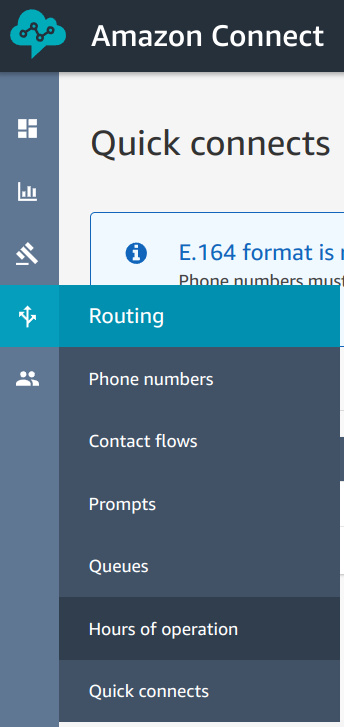 Amazon Connect
Quick connects
E.164 format is
Phone numbers must
Routing
Phone numbers
Contact flows
Prompts
Queues
Hours of operation
Quick connects